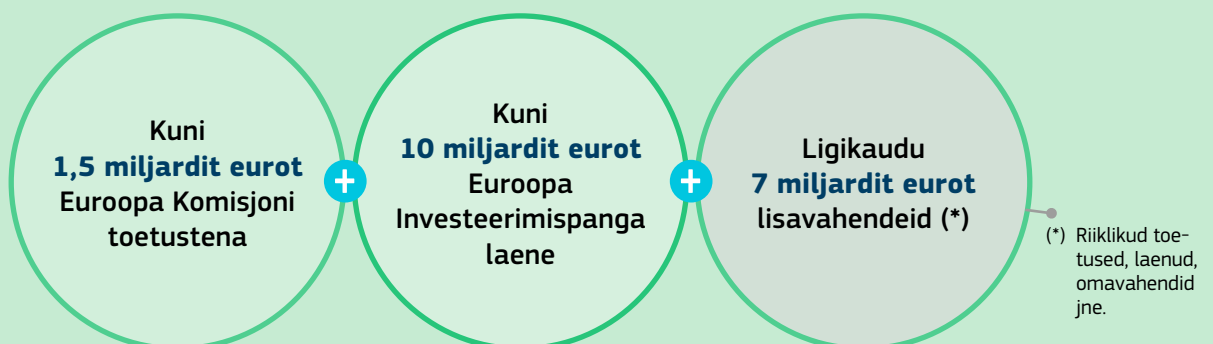 Kuni
1,5 miljardit eurot
Euroopa Komisjoni
toetustena
+
Kuni
10 miljardit eurot
Euroopa
Investeerimispanga
laene
+
Ligikaudu
7 miljardit eurot
lisavahendeid (*)
(*) Riiklikud toe-
tused, laenud,
omavahendid
jne.